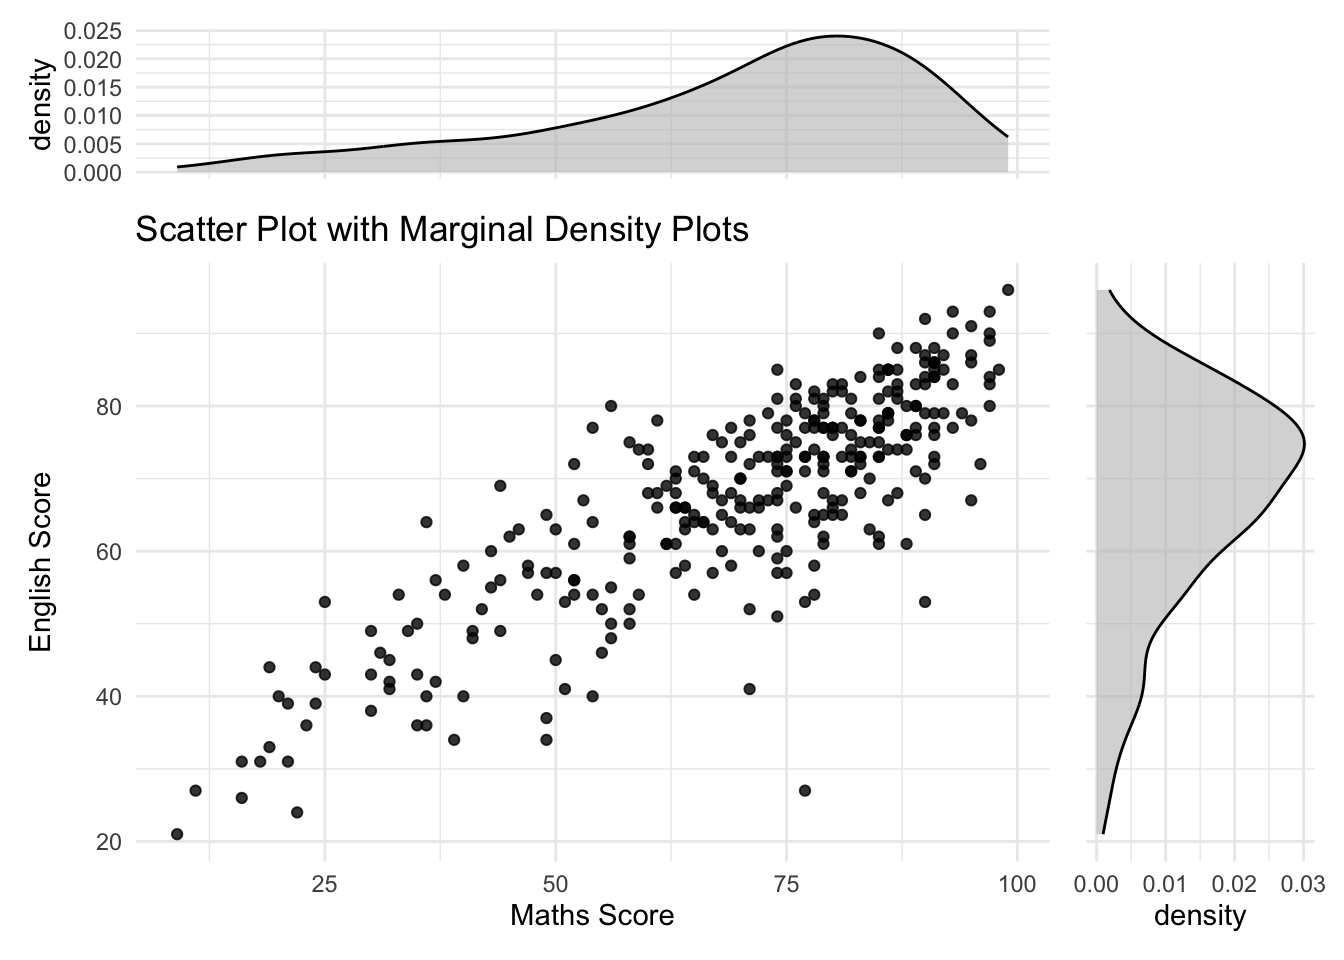 0.025
0.020
0.015
0.010
0.005
0.000
density
Scatter Plot with Marginal Density Plots
English Score
80
60
40
20
25 50 75 100
Maths Score
0.00 0.01 0.02 0.03
density